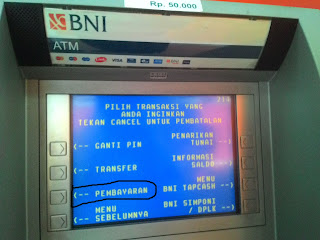 Rp. 50.000
BNI
ATM
PILIH TRANSAKSI YANG
ANDA INGINKAN
TEKAN CANCEL UNTUK PEMBATALAN
PENARIKAN
<-- GANTI PIN TUNAI -->
INFORMASI
<-- TRANSFER SALDO -->
MENU
<-- PEMBAYARAN BNI TAPCASH -->
MENU BNI SIMPONI
<-- SEBELUMNYA / DPLK -->